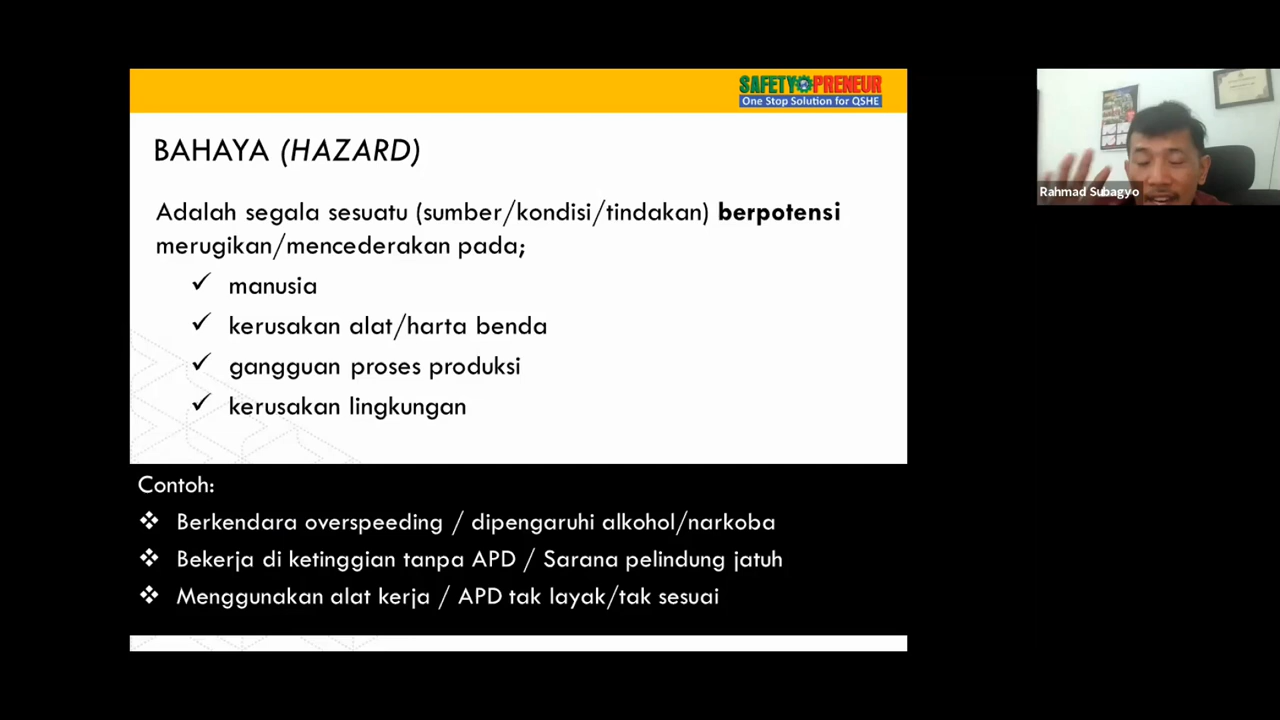 SAFETY PRENEUR
One Stop Solution for QSHE
BAHAYA (HAZARD)
Adalah segala sesuatu (sumber/kondisi/tindakan) berpotensi
merugikan/mencederakan pada;
✓ manusia
✓ kerusakan alat/harta benda
✓ gangguan proses produksi
✓ kerusakan lingkungan
Contoh:
❖ Berkendara overspeeding / dipengaruhi alkohol/narkoba
❖ Bekerja di ketinggian tanpa APD / Sarana pelindung jatuh
❖ Menggunakan alat kerja / APD tak layak/tak sesuai
Rahmad Subagyo